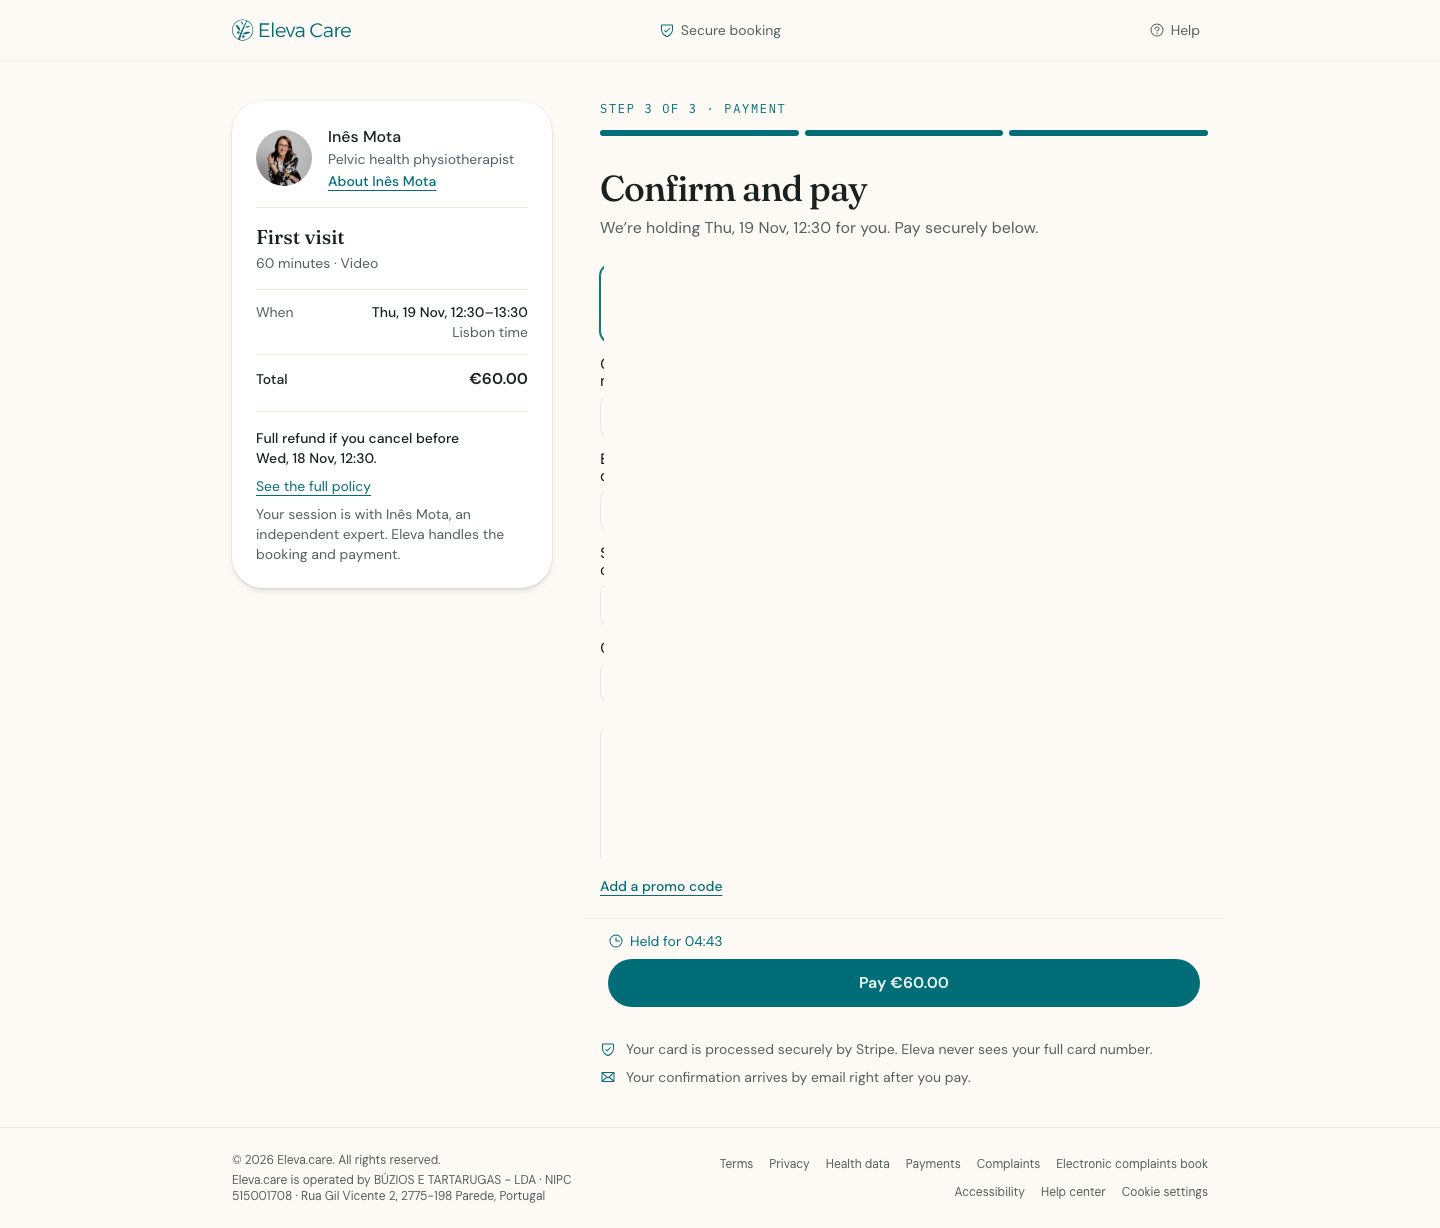 Eleva Care
Secure booking
Help
Inês Mota
Pelvic health physiotherapist
About Inês Mota
First visit
60 minutes · Video
When
Thu, 19 Nov, 12:30–13:30
Lisbon time
Total
€60.00
Full refund if you cancel before
Wed, 18 Nov, 12:30.
See the full policy
Your session is with Inês Mota, an
independent expert. Eleva handles the
booking and payment.
STEP 3 OF 3 · PAYMENT
Confirm and pay
We’re holding Thu, 19 Nov, 12:30 for you. Pay securely below.
Add a promo code
Held for 04:43
Pay €60.00
Your card is processed securely by Stripe. Eleva never sees your full card number.
Your confirmation arrives by email right after you pay.
© 2026 Eleva.care. All rights reserved.
Eleva.care is operated by BÚZIOS E TARTARUGAS - LDA · NIPC
515001708 · Rua Gil Vicente 2, 2775-198 Parede, Portugal
Terms Privacy Health data Payments Complaints Electronic complaints book
Accessibility Help center Cookie settings